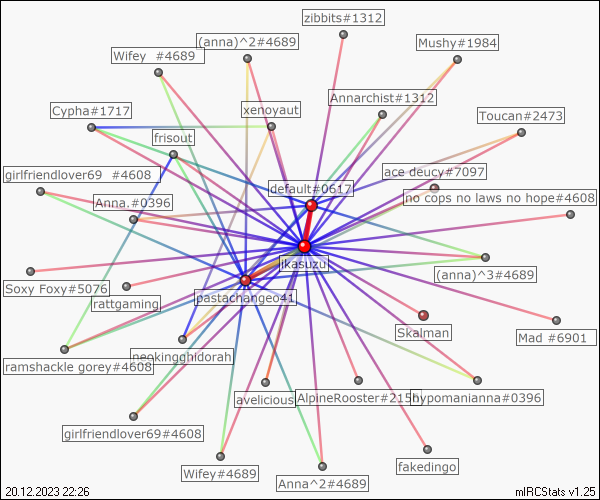 zibbits#1312
(anna)^2#4689
Mushy#1984
Wifey #4689
Annarchist#1312
Cypha#1717
xenoyaut
Toucan#2473
frisout
ace deucy#7097
girlfriendlover69 #4608
default#0617
no cops no laws no hope#4608
Anna.#0396
jkasuzu
(anna)^3#4689
Soxy Foxy#5076
pastachangeo41
rattgaming
Skalman
Mad #6901
neokingghidorah
ramshackle gorey#4608
avelicious
hypomanianna#0396
girlfriendlover69#4608
fakedingo
Wifey#4689
Anna^2#4689
20.12.2023 22:26
mIRCStats v1.25